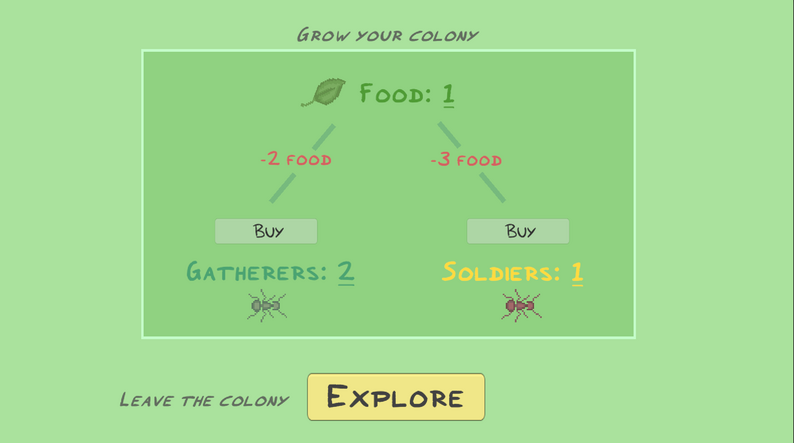 Grow your colony
Food: 1
-2 food -3 food
Buy Buy
Gatherers: 2 Soldiers: 1
Leave the colony Explore